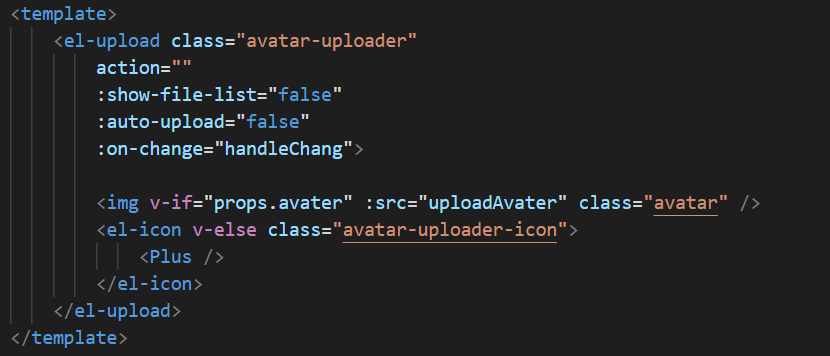 <template>
<el-upload class="avatar-uploader"
action=""
:show-file-list="false"
:auto-upload="false"
:on-change="handleChang">
<img v-if="props.avater" :src="uploadAvater" class="avatar" />
<el-icon v-else class="avatar-uploader-icon">
<Plus />
</el-icon>
</el-upload>
</template>